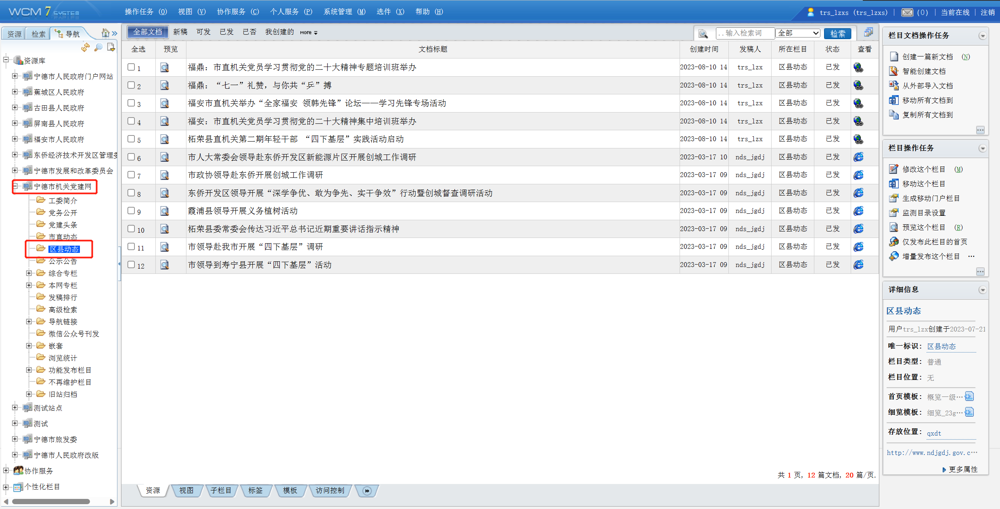 WCM 7 SYSTEM
操作任务 (O) 视图 (V) 协作服务 (C) 个人服务 (P) 系统管理 (M) 选件 (X) 帮助 (H)
trs_lzxs (trs_lzxs) | (0) | 当前在线 | 注销
资源 检索 导航
资源库
宁德市人民政府门户网站
蕉城区人民政府
古田县人民政府
屏南县人民政府
福安市人民政府
东侨经济技术开发区管理委
宁德市发展和改革委员会
宁德市机关党建网
工委简介
党务公开
党建头条
市直动态
区县动态
公示公告
综合专栏
本网专栏
发稿排行
高级检索
导航链接
微信公众号刊发
嵌套
浏览统计
功能发布栏目
不再维护栏目
旧站归档
测试站点
测试
宁德市旅发委
宁德市人民政府改版
协作服务
个性化栏目
全部文档 新稿 可发 已发 已否 我创建的 More
..输入检索词 全部 检索
全选 预览 文档标题 创建时间 发稿人 所在栏目 状态 查看
1 福鼎：市直机关党员学习贯彻党的二十大精神专题培训班举办 2023-08-10 14 trs_lzx 区县动态 已发
2 福鼎：“七一”礼赞，与你共“乒”搏 2023-08-10 14 trs_lzx 区县动态 已发
3 福安市直机关举办“全家福安 领韩先锋”论坛——学习先锋专场活动 2023-08-10 14 trs_lzx 区县动态 已发
4 福安：市直机关党员学习贯彻党的二十大精神集中培训班举办 2023-08-10 14 trs_lzx 区县动态 已发
5 柘荣县直机关第二期年轻干部 “四下基层”实践活动启动 2023-08-10 14 trs_lzx 区县动态 已发
6 市人大常委会领导赴东侨开发区新能源片区开展创城工作调研 2023-03-17 10 nds_jgdj 区县动态 已发
7 市政协领导赴东侨开展创城工作调研 2023-03-17 09 nds_jgdj 区县动态 已发
8 东侨开发区领导开展“深学争优、敢为争先、实干争效”行动暨创城督查调研活动 2023-03-17 09 nds_jgdj 区县动态 已发
9 霞浦县领导开展义务植树活动 2023-03-17 09 nds_jgdj 区县动态 已发
10 柘荣县委常委会传达习近平总书记近期重要讲话指示精神 2023-03-17 09 nds_jgdj 区县动态 已发
11 市领导赴我市开展“四下基层”调研 2023-03-17 09 nds_jgdj 区县动态 已发
12 市领导到寿宁县开展“四下基层”活动 2023-03-17 09 nds_jgdj 区县动态 已发
共 1 页, 12 篇文档, 20 篇/页.
资源 视图 子栏目 标签 模板 访问控制
栏目文档操作任务
创建一篇新文档 (N)
智能创建文档
从外部导入文档
移动所有文档到
复制所有文档到
栏目操作任务
修改这个栏目 (M)
移动这个栏目
生成移动门户栏目
监测目录设置
预览这个栏目 (R)
仅发布此栏目的首页
增量发布这个栏目 …
详细信息
区县动态
用户trs_lzx创建于2023-07-21
唯一标识: 区县动态
栏目类型: 普通
栏目位置: 无
首页模板: 概览一级…
细览模板: 细览_23g…
存放位置: qxdt
http://www.ndjgdj.gov.c…
更多属性